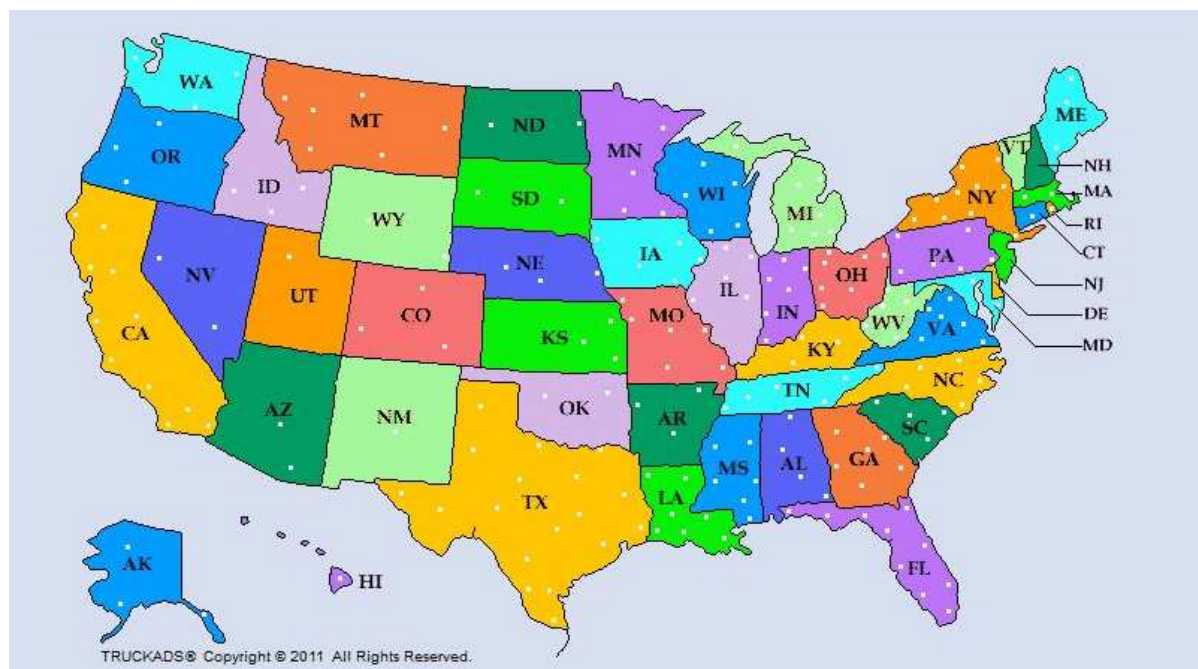 WA
MT
ND
MN
ME
OR
ID
SD
WI
VT
NH
MA
WY
MI
NY
RI
CT
NV
NE
IA
PA
NJ
UT
CO
KS
MO
IL
IN
OH
WV
VA
DE
MD
CA
KY
NC
AZ
NM
OK
AR
TN
SC
TX
LA
MS
AL
GA
FL
AK
HI
TRUCKADS® Copyright © 2011 All Rights Reserved.